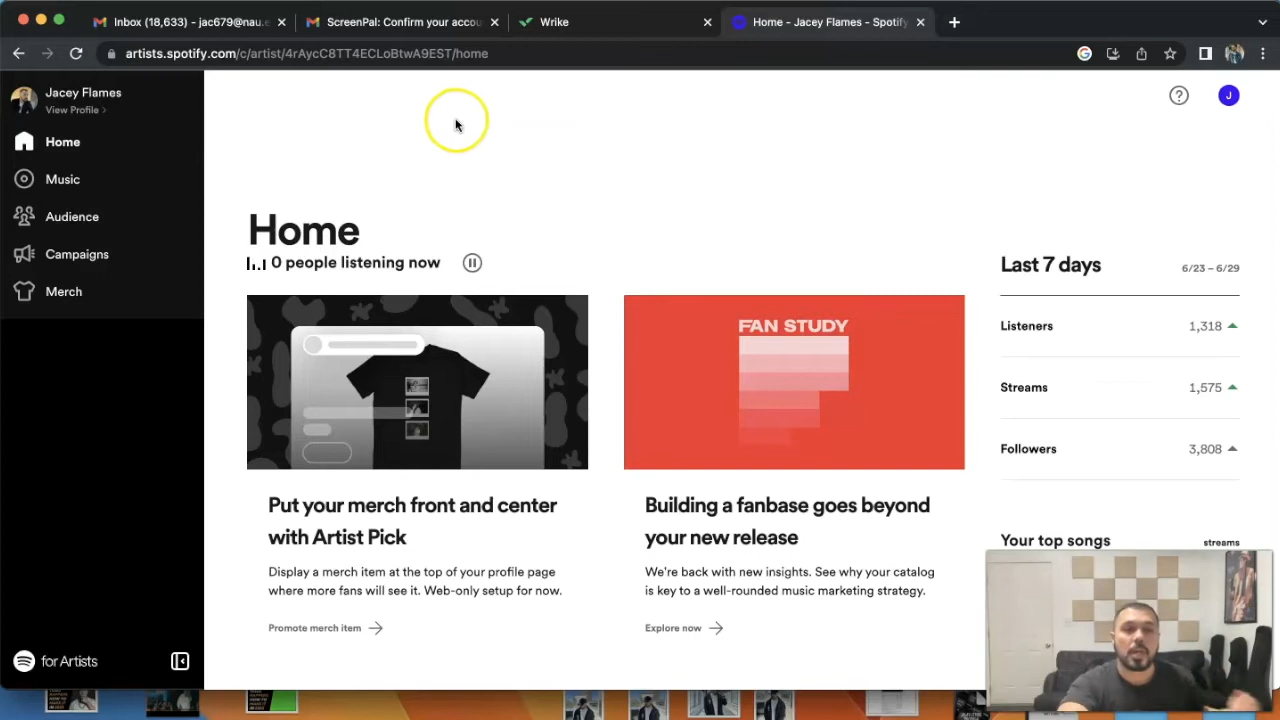 Inbox (18,633) - jac679@nau.e
ScreenPal: Confirm your accou
Wrike
Home - Jacey Flames - Spotify
artists.spotify.com/c/artist/4rAycC8TT4ECLoBtwA9EST/home
Jacey Flames
View Profile
Home
Music
Audience
Campaigns
Merch
for Artists
J
Home
0 people listening now
Put your merch front and center
with Artist Pick
Display a merch item at the top of your profile page
where more fans will see it. Web-only setup for now.
Promote merch item
FAN STUDY
Building a fanbase goes beyond
your new release
We're back with new insights. See why your catalog
is key to a well-rounded music marketing strategy.
Explore now
Last 7 days 6/23 – 6/29
Listeners 1,318
Streams 1,575
Followers 3,808
Your top songs streams